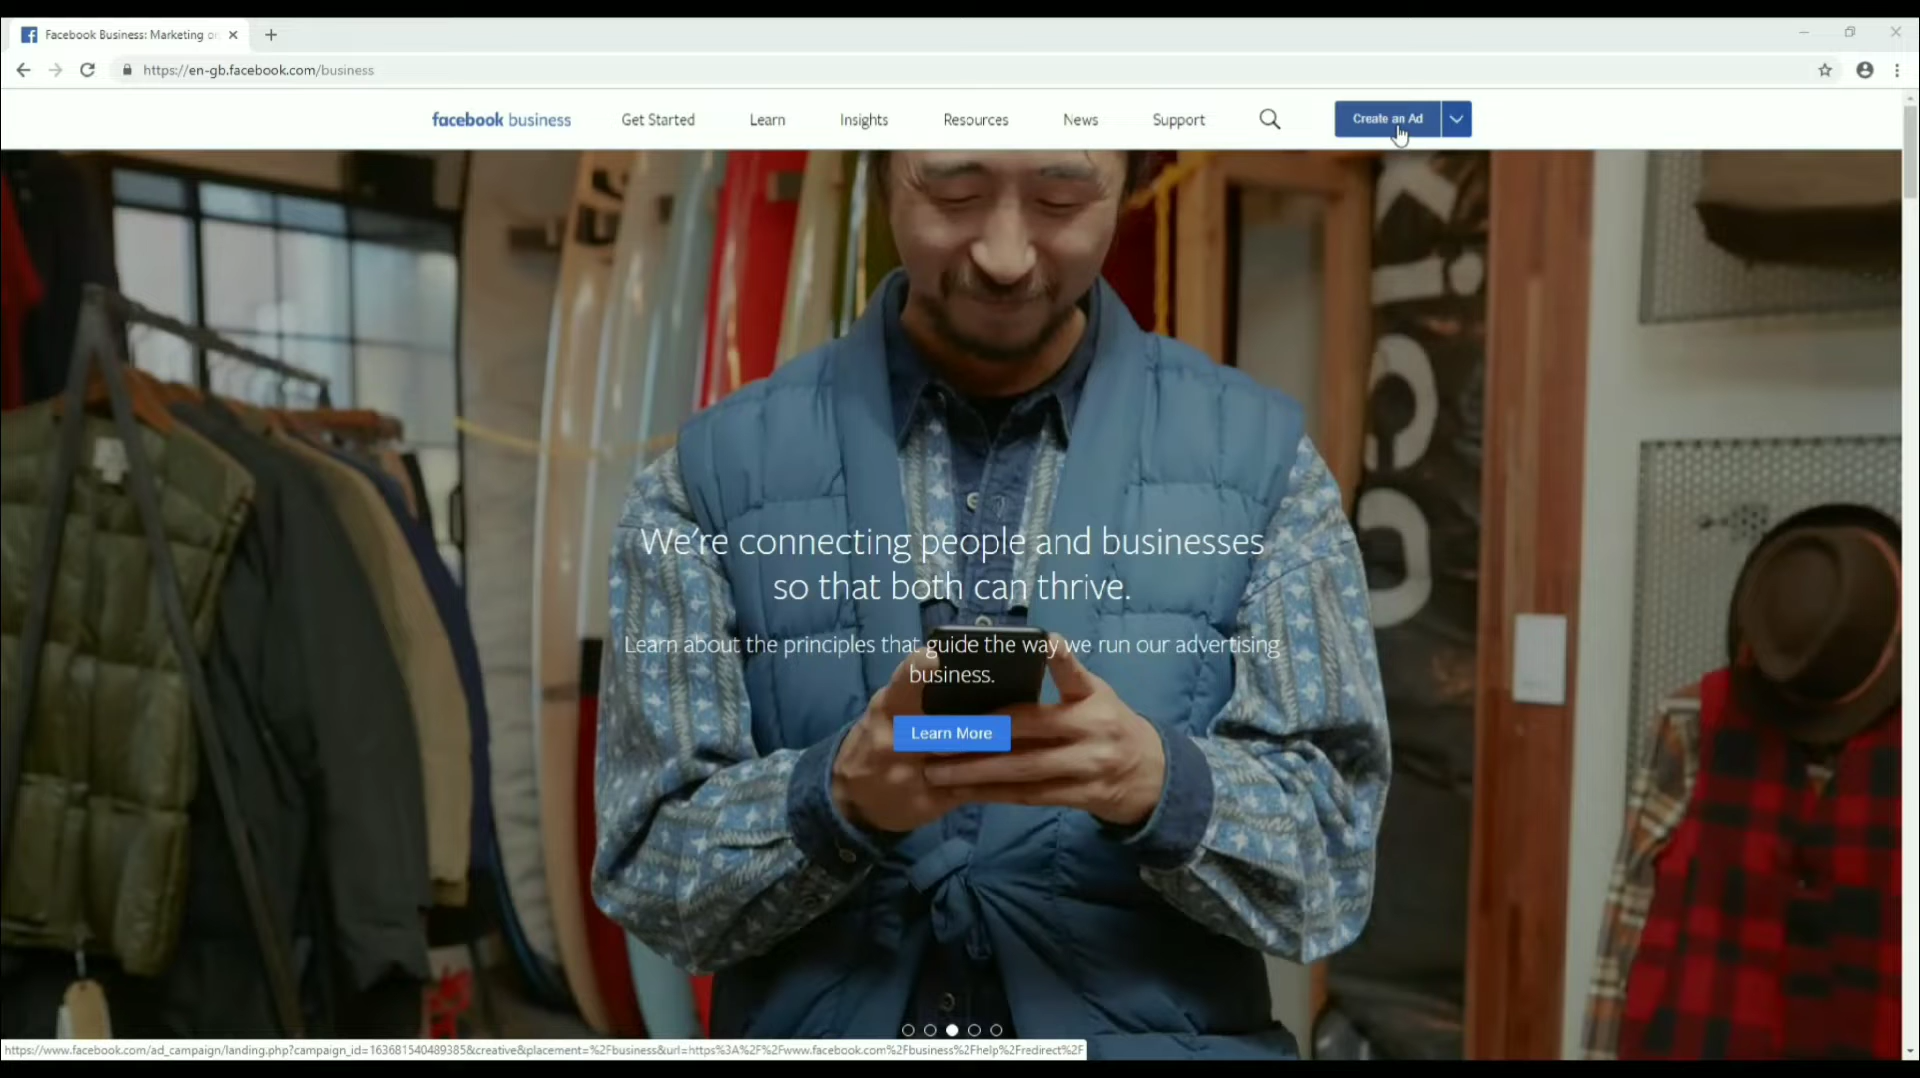 Facebook Business: Marketing o
https://en-gb.facebook.com/business
facebook business Get Started Learn Insights Resources News Support Create an Ad
We're connecting people and businesses
so that both can thrive.
Learn about the principles that guide the way we run our advertising
business.
Learn More
https://www.facebook.com/ad_campaign/landing.php?campaign_id=163681540489385&creative&placement=%2Fbusiness&url=https%3A%2F%2Fwww.facebook.com%2Fbusiness%2Fhelp%2Fredirect%2F